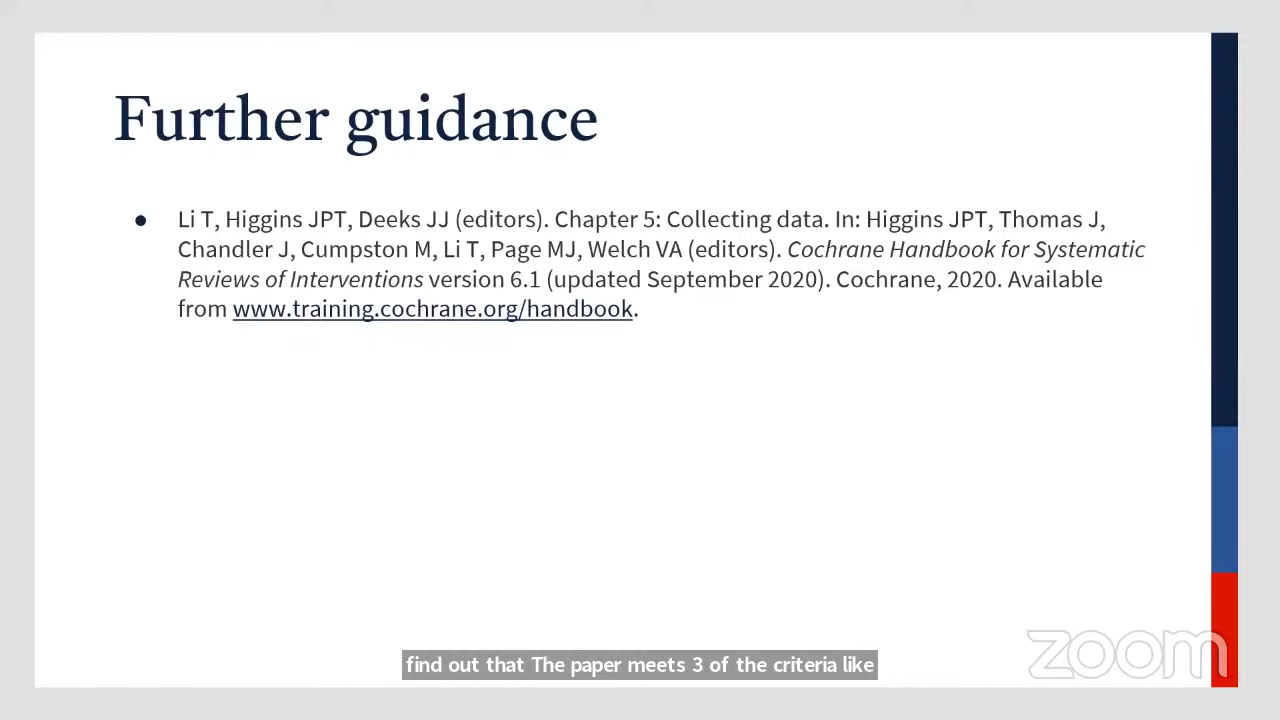 Further guidance
● Li T, Higgins JPT, Deeks JJ (editors). Chapter 5: Collecting data. In: Higgins JPT, Thomas J,
Chandler J, Cumpston M, Li T, Page MJ, Welch VA (editors). Cochrane Handbook for Systematic
Reviews of Interventions version 6.1 (updated September 2020). Cochrane, 2020. Available
from www.training.cochrane.org/handbook.
find out that The paper meets 3 of the criteria like
zoom